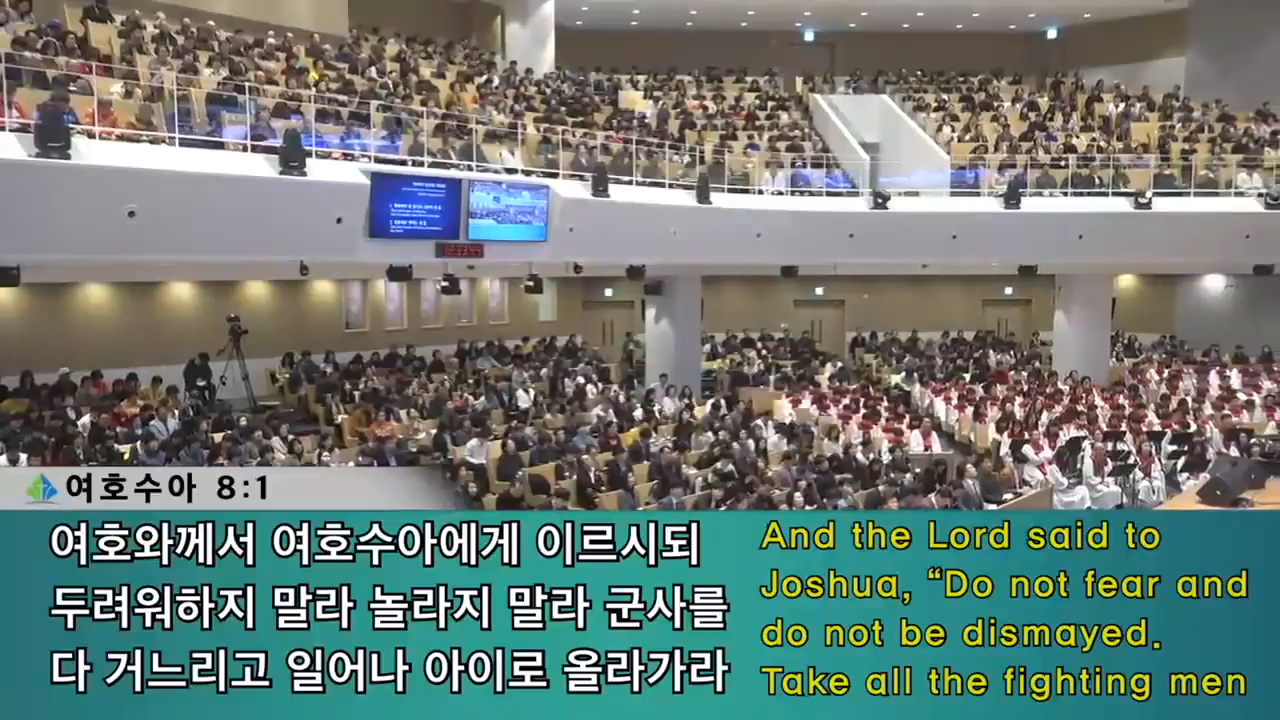 여호수아 8:1
여호와께서 여호수아에게 이르시되
두려워하지 말라 놀라지 말라 군사를
다 거느리고 일어나 아이로 올라가라
And the Lord said to
Joshua, “Do not fear and
do not be dismayed.
Take all the fighting men